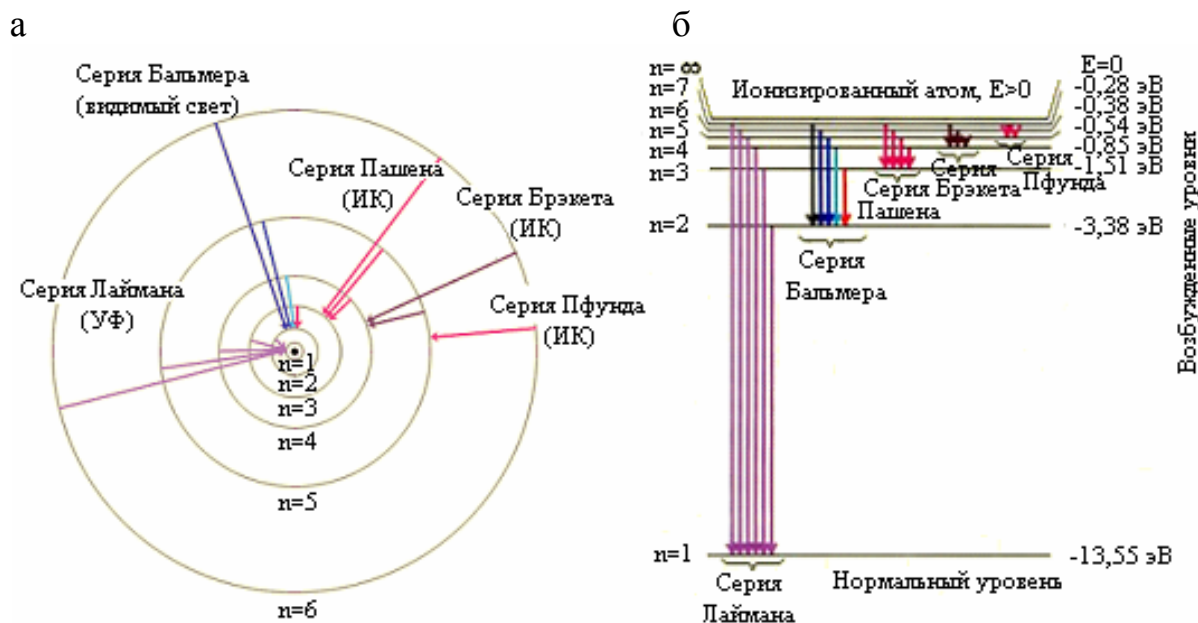 а
Серия Бальмера
(видимый свет)
Серия Пашена
(ИК)
Серия Брэкета
(ИК)
Серия Лаймана
(УФ)
Серия Пфунда
(ИК)
n=1
n=2
n=3
n=4
n=5
n=6
б
n= ∞
n=7
n=6
n=5
n=4
n=3
n=2
n=1
Ионизированный атом, E>0
E=0
-0,28 эВ
-0,38 эВ
-0,54 эВ
-0,85 эВ
-1,51 эВ
-3,38 эВ
-13,55 эВ
Серия
Пфунда
Серия
Брэкета
Серия
Пашена
Серия
Бальмера
Серия
Лаймана
Нормальный уровень
Возбужденные уровни